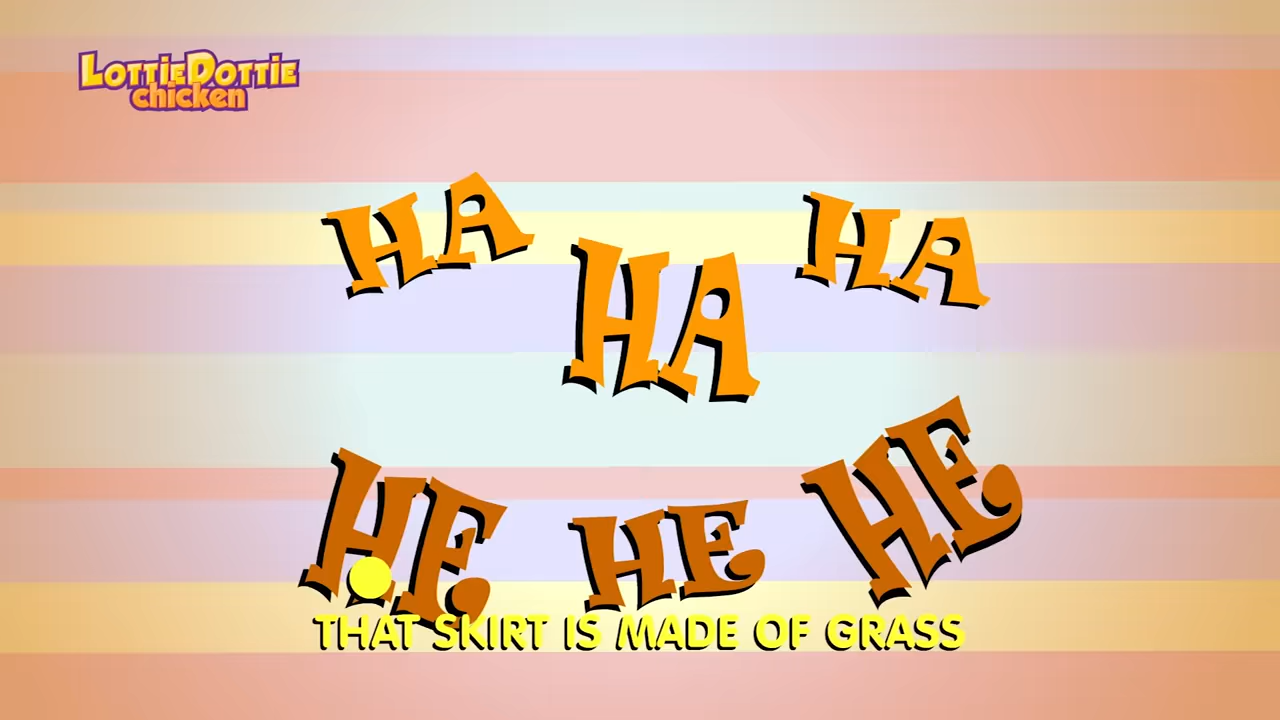 LOTTIE DOTTIE
chicken
HA HA HA
HE HE HE
THAT SKIRT IS MADE OF GRASS